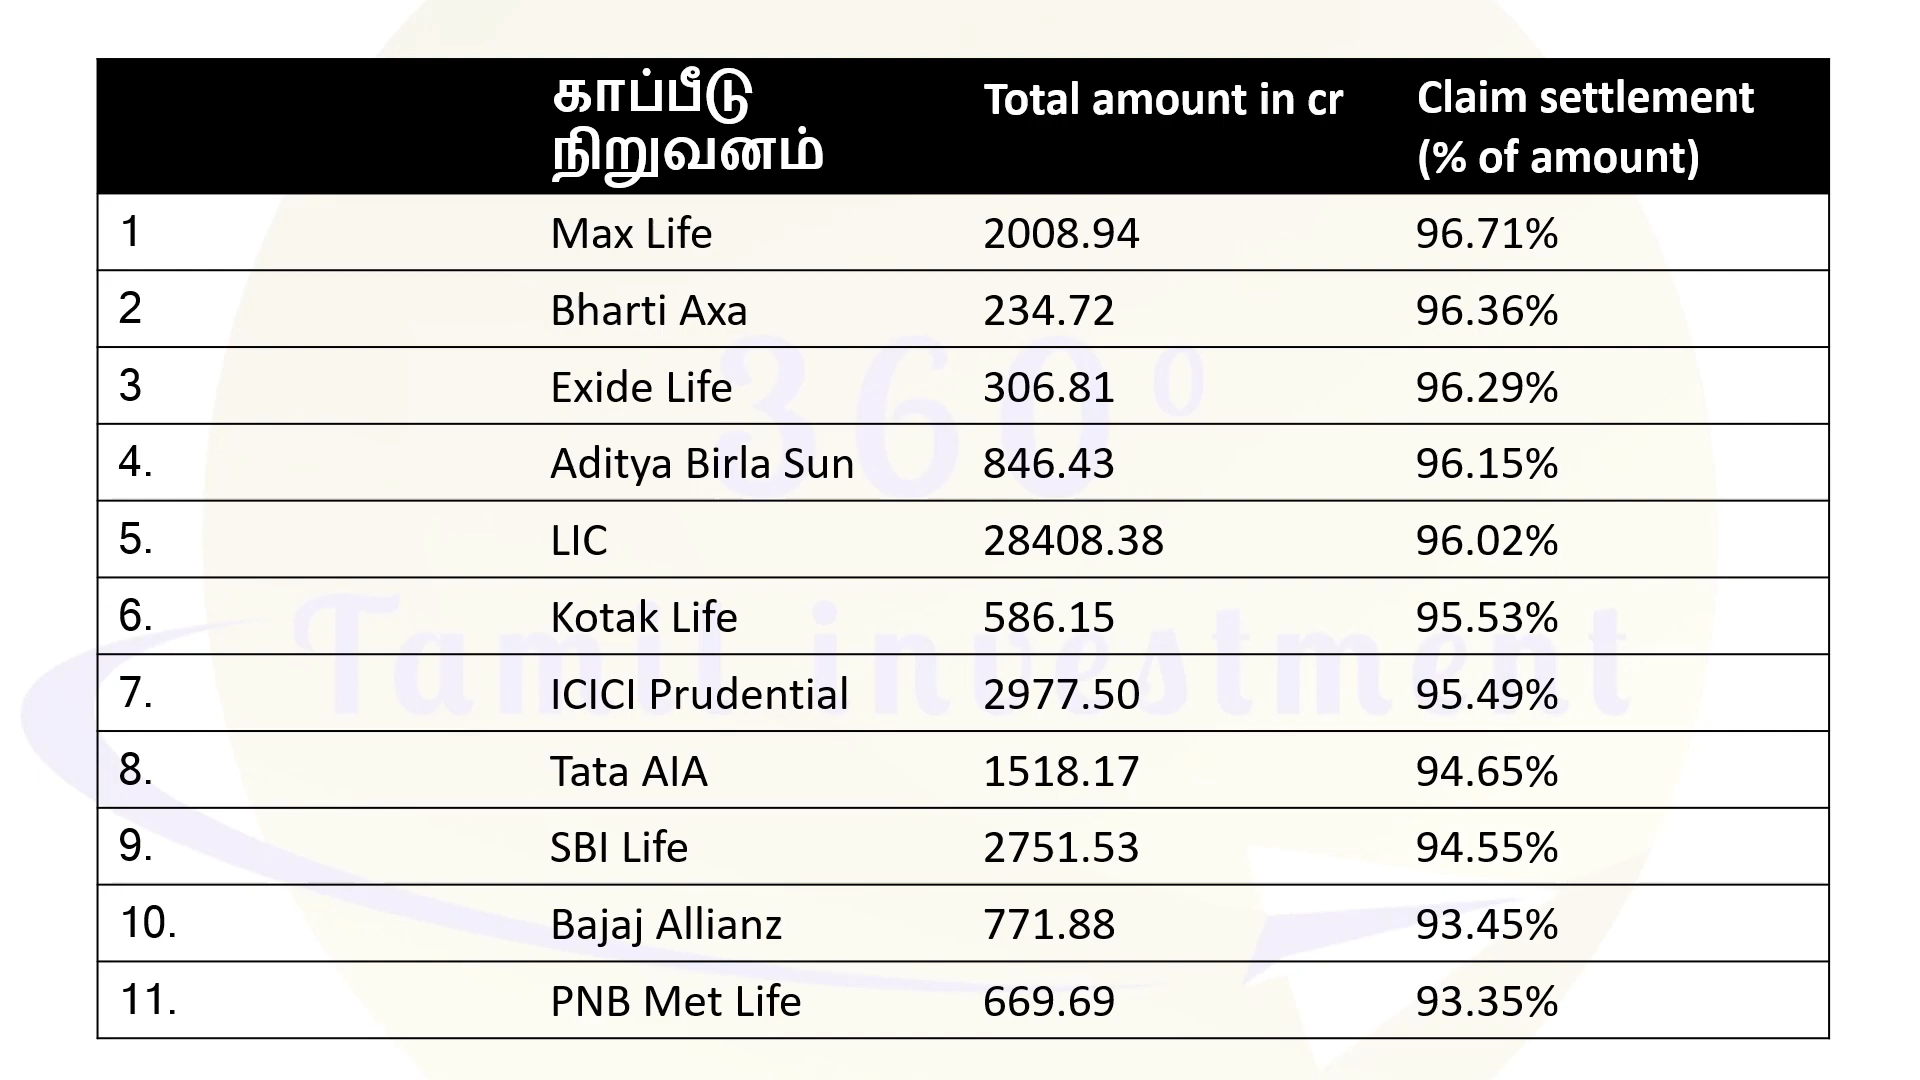 காப்பீடு நிறுவனம் Total amount in cr Claim settlement (% of amount)
1 Max Life 2008.94 96.71%
2 Bharti Axa 234.72 96.36%
3 Exide Life 306.81 96.29%
4. Aditya Birla Sun 846.43 96.15%
5. LIC 28408.38 96.02%
6. Kotak Life 586.15 95.53%
7. ICICI Prudential 2977.50 95.49%
8. Tata AIA 1518.17 94.65%
9. SBI Life 2751.53 94.55%
10. Bajaj Allianz 771.88 93.45%
11. PNB Met Life 669.69 93.35%
360°
Tamil investment